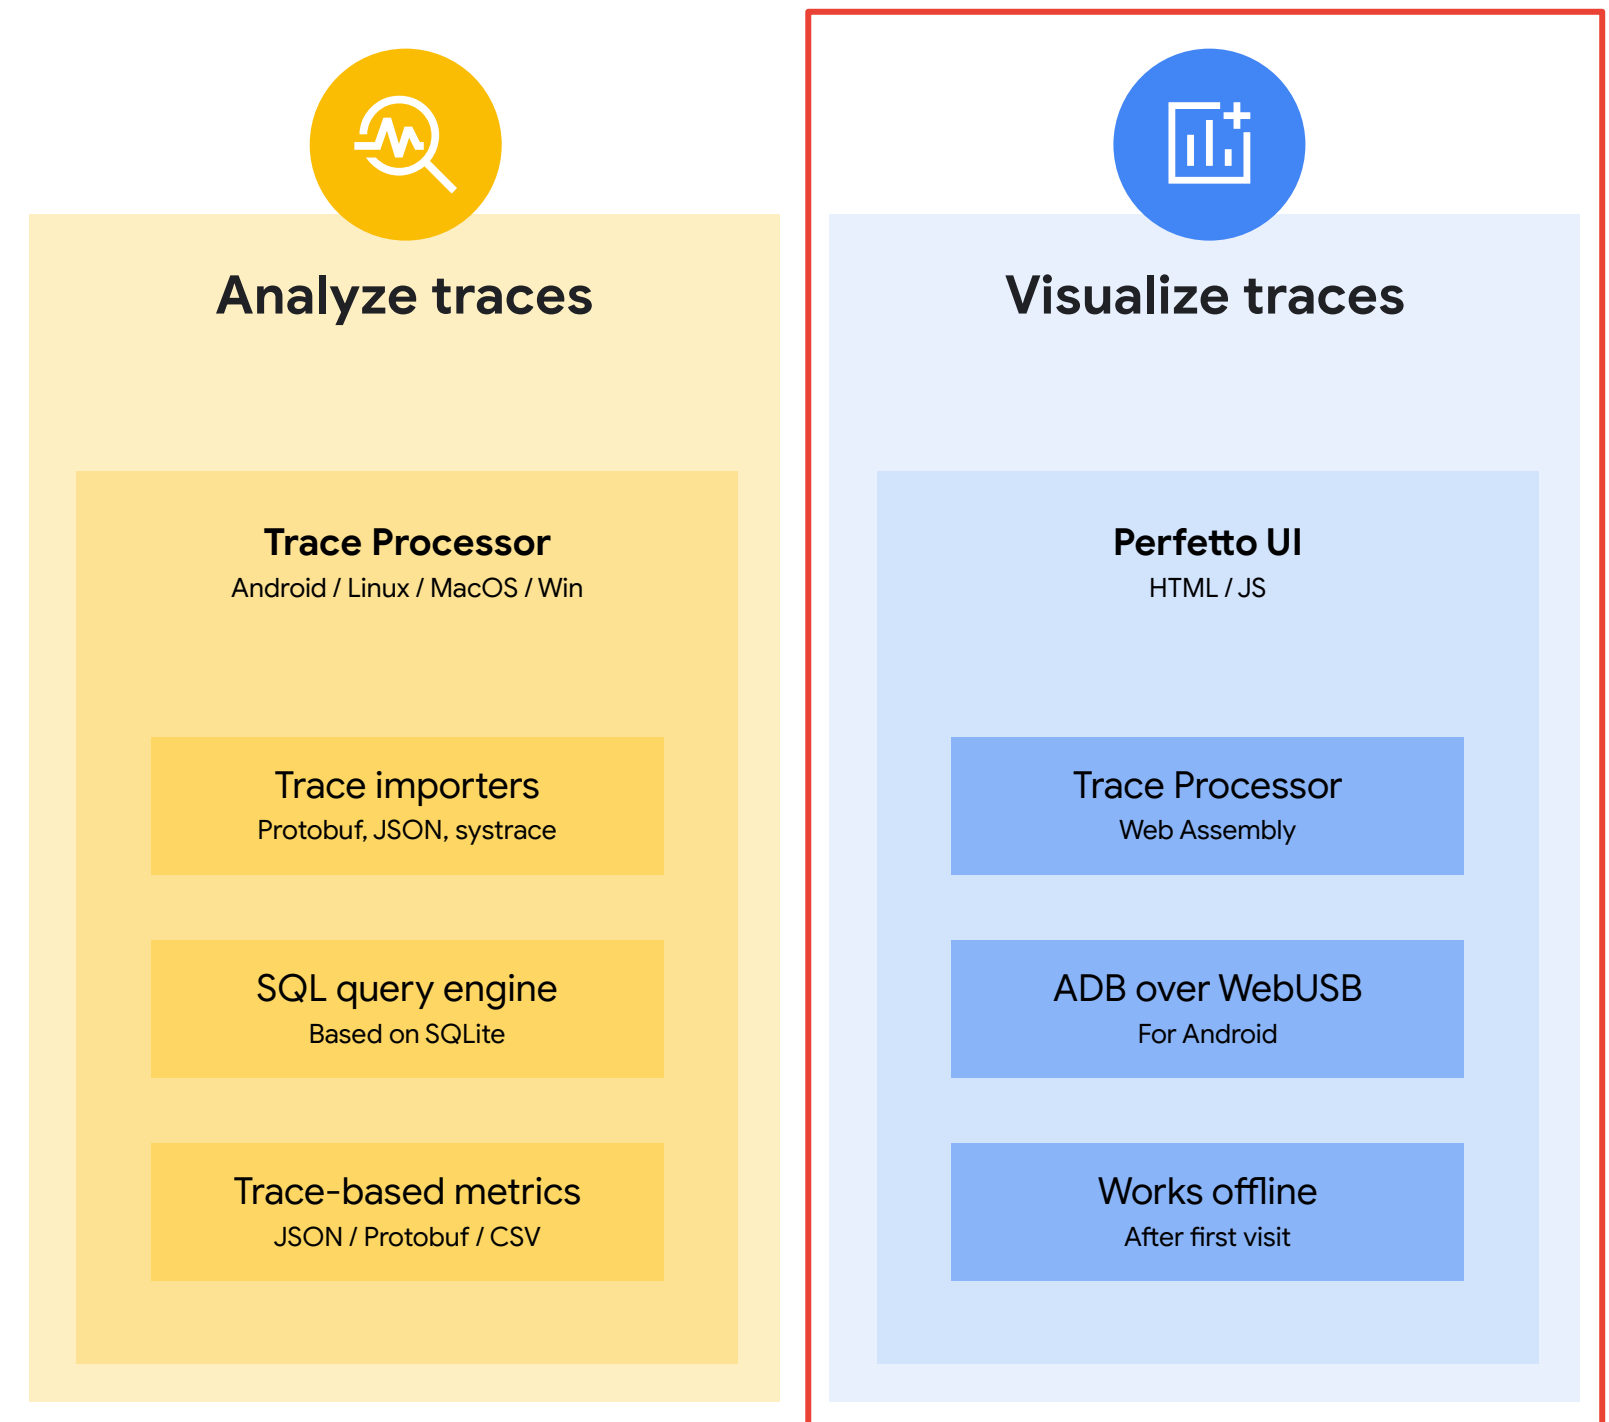 Analyze traces
Trace Processor
Android / Linux / MacOS / Win
Trace importers
Protobuf, JSON, systrace
SQL query engine
Based on SQLite
Trace-based metrics
JSON / Protobuf / CSV
Visualize traces
Perfetto UI
HTML / JS
Trace Processor
Web Assembly
ADB over WebUSB
For Android
Works offline
After first visit